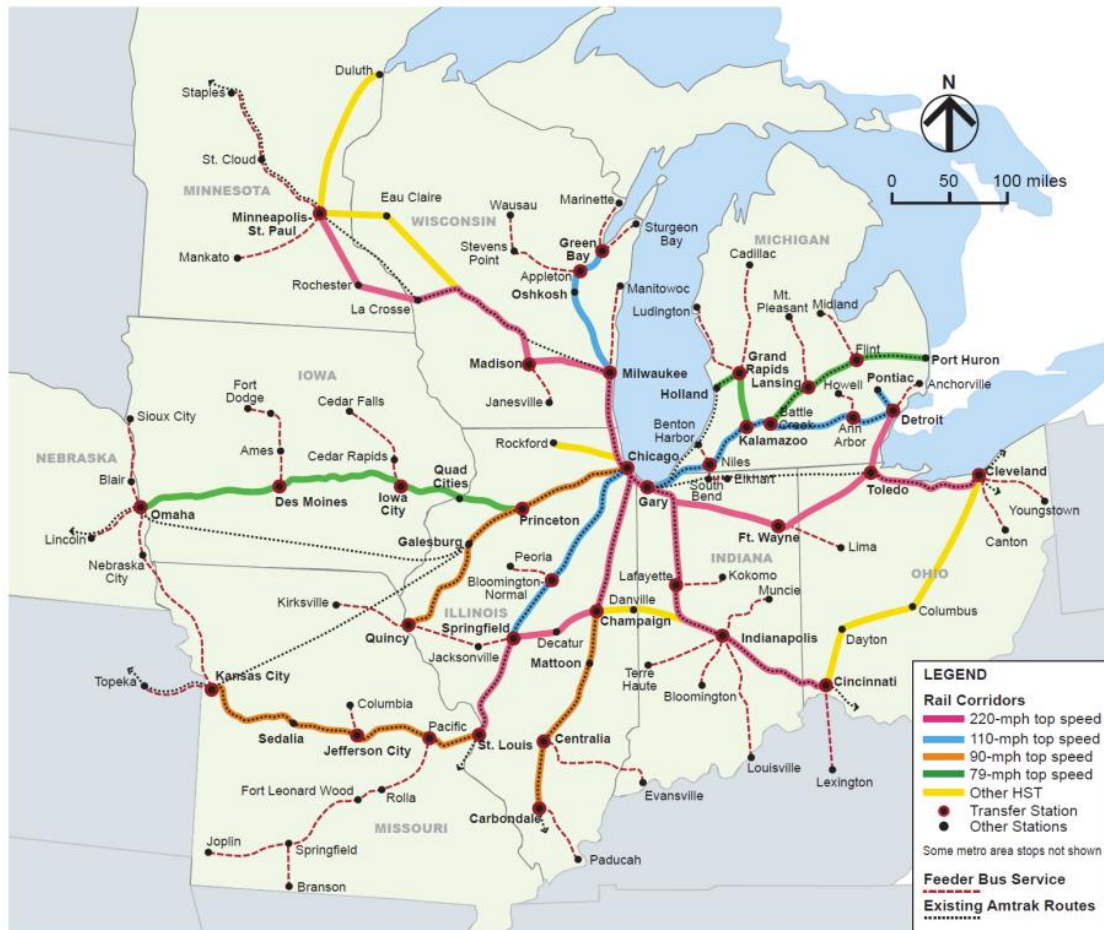 Duluth
Staples
St. Cloud
MINNESOTA
Minneapolis
St. Paul
Eau Claire
WISCONSIN
Wausau
Marinette
Sturgeon
Bay
Green
Bay
Stevens
Point
Appleton
Oshkosh
Manitowoc
Mankato
Rochester
La Crosse
Madison
Milwaukee
Janesville
MICHIGAN
Cadillac
Ludington
Mt.
Pleasant
Midland
Flint
Port Huron
Grand
Rapids
Lansing
Holland
Howell
Pontiac
Anchorville
Battle
Creek
Ann
Arbor
Detroit
Kalamazoo
Benton
Harbor
Niles
South
Bend
Elkhart
N
0 50 100 miles
IOWA
Fort
Dodge
Cedar Falls
Sioux City
Ames
Cedar Rapids
Quad
Cities
NEBRASKA
Blair
Omaha
Des Moines
Iowa
City
Lincoln
Nebraska
City
Rockford
Chicago
Gary
Princeton
Galesburg
Peoria
Bloomington-
Normal
Kirksville
ILLINOIS
Quincy
Springfield
Jacksonville
Decatur
Danville
Champaign
Mattoon
Toledo
Cleveland
Youngstown
Canton
Ft. Wayne
Lima
INDIANA
OHIO
Lafayette
Kokomo
Muncie
Columbus
Dayton
Indianapolis
Terre
Haute
Bloomington
Cincinnati
Louisville
Lexington
Topeka
Kansas City
Columbia
Sedalia
Jefferson City
Pacific
St. Louis
Centralia
Evansville
Carbondale
Paducah
Fort Leonard Wood
Rolla
MISSOURI
Joplin
Springfield
Branson
LEGEND
Rail Corridors
220-mph top speed
110-mph top speed
90-mph top speed
79-mph top speed
Other HST
Transfer Station
Other Stations
Some metro area stops not shown
Feeder Bus Service
Existing Amtrak Routes